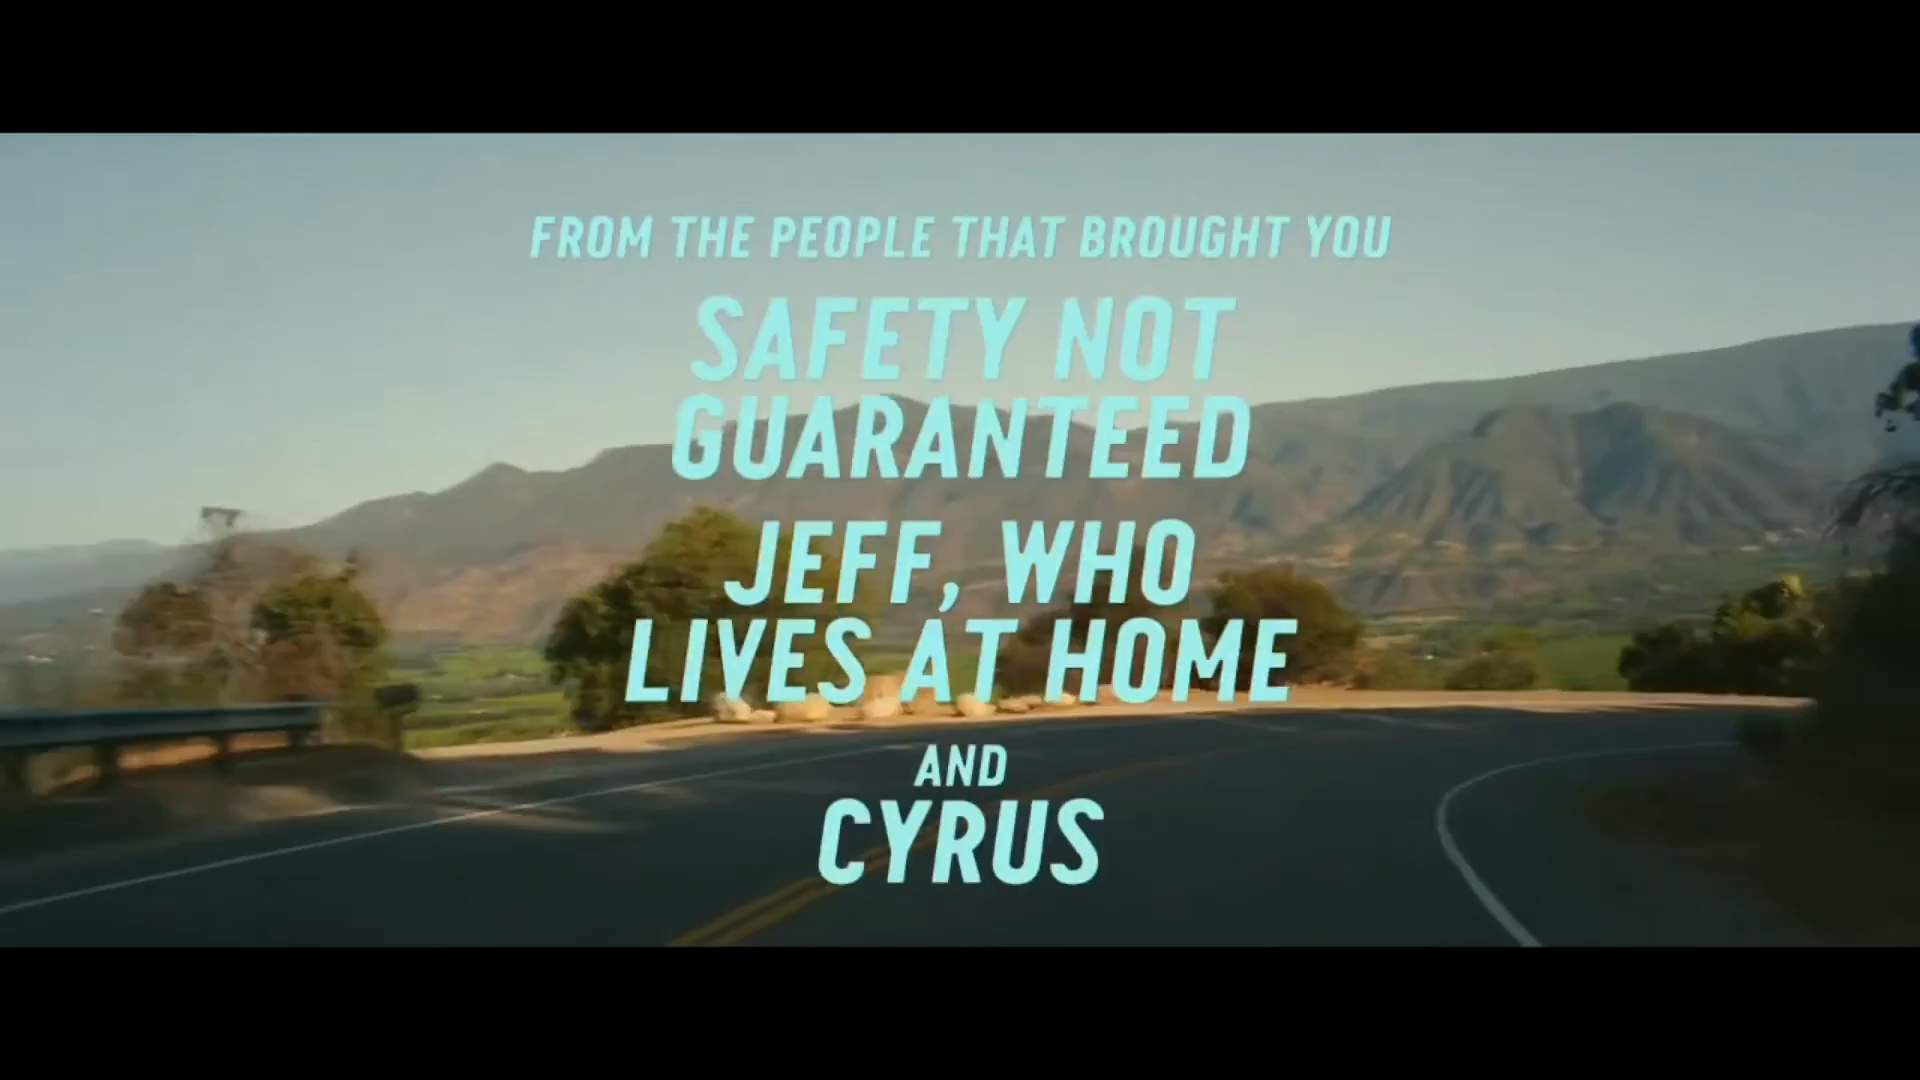 FROM THE PEOPLE THAT BROUGHT YOU
SAFETY NOT
GUARANTEED
JEFF, WHO
LIVES AT HOME
AND
CYRUS